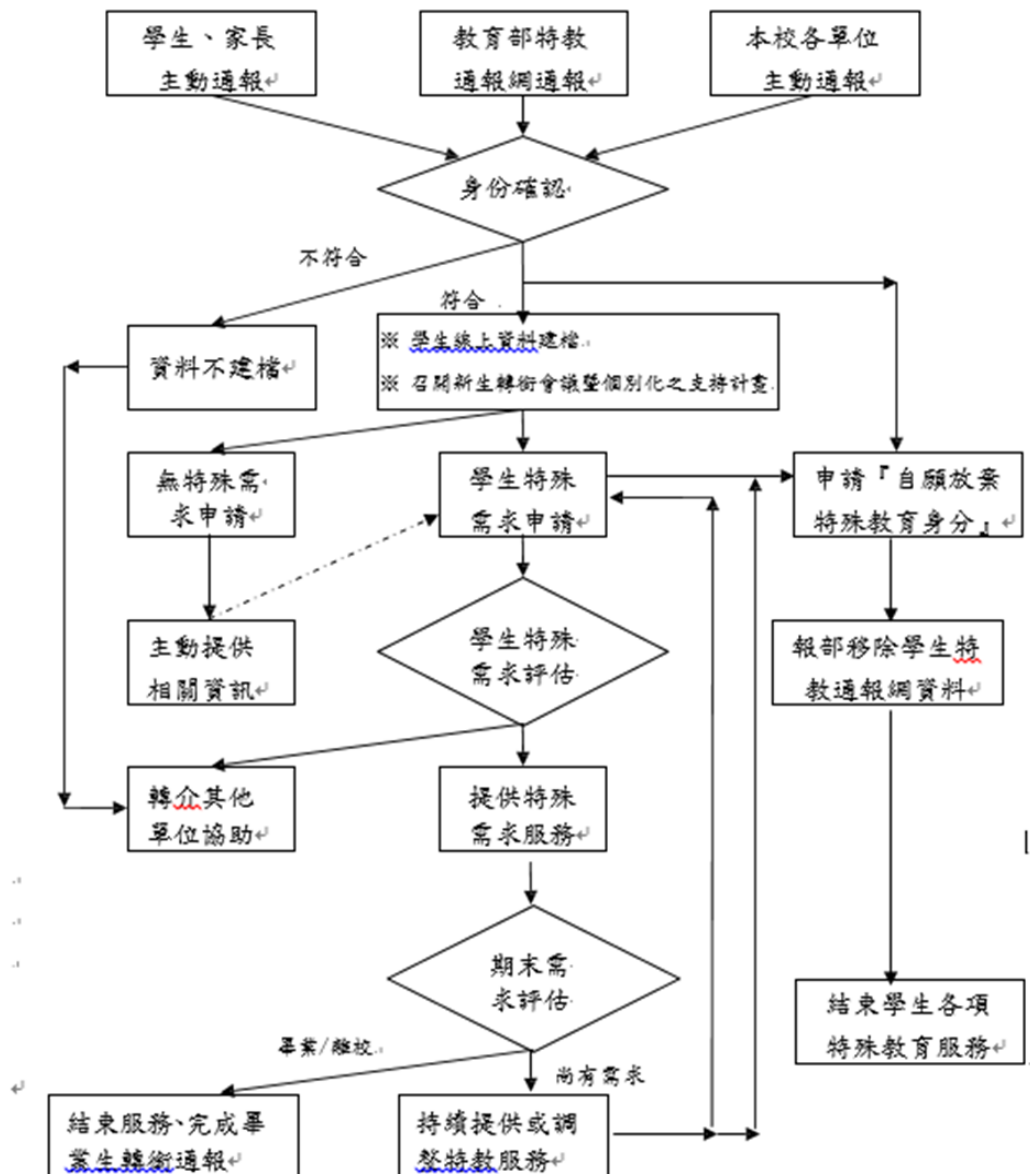 學生、家長
主動通報
教育部特教
通報網通報
本校各單位
主動通報
身份確認
不符合
符合
資料不建檔
※ 學生線上資料建檔
※ 召開新生轉銜會議暨個別化之支持計畫
無特殊需
求申請
學生特殊
需求申請
申請『自願放棄
特殊教育身分』
主動提供
相關資訊
學生特殊
需求評估
報部移除學生特
教通報網資料
轉介其他
單位協助
提供特殊
需求服務
期末需
求評估
結束學生各項
特殊教育服務
畢業/離校
尚有需求
結束服務、完成畢
業生轉銜通報
持續提供或調
整特教服務